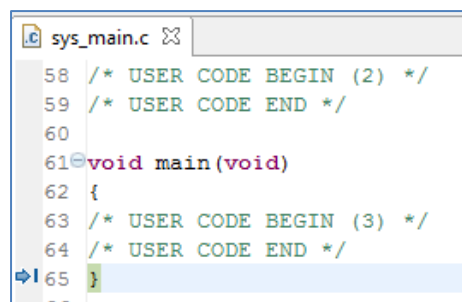 sys_main.c
58 /* USER CODE BEGIN (2) */
59 /* USER CODE END */
60
61 void main(void)
62 {
63 /* USER CODE BEGIN (3) */
64 /* USER CODE END */
65 }